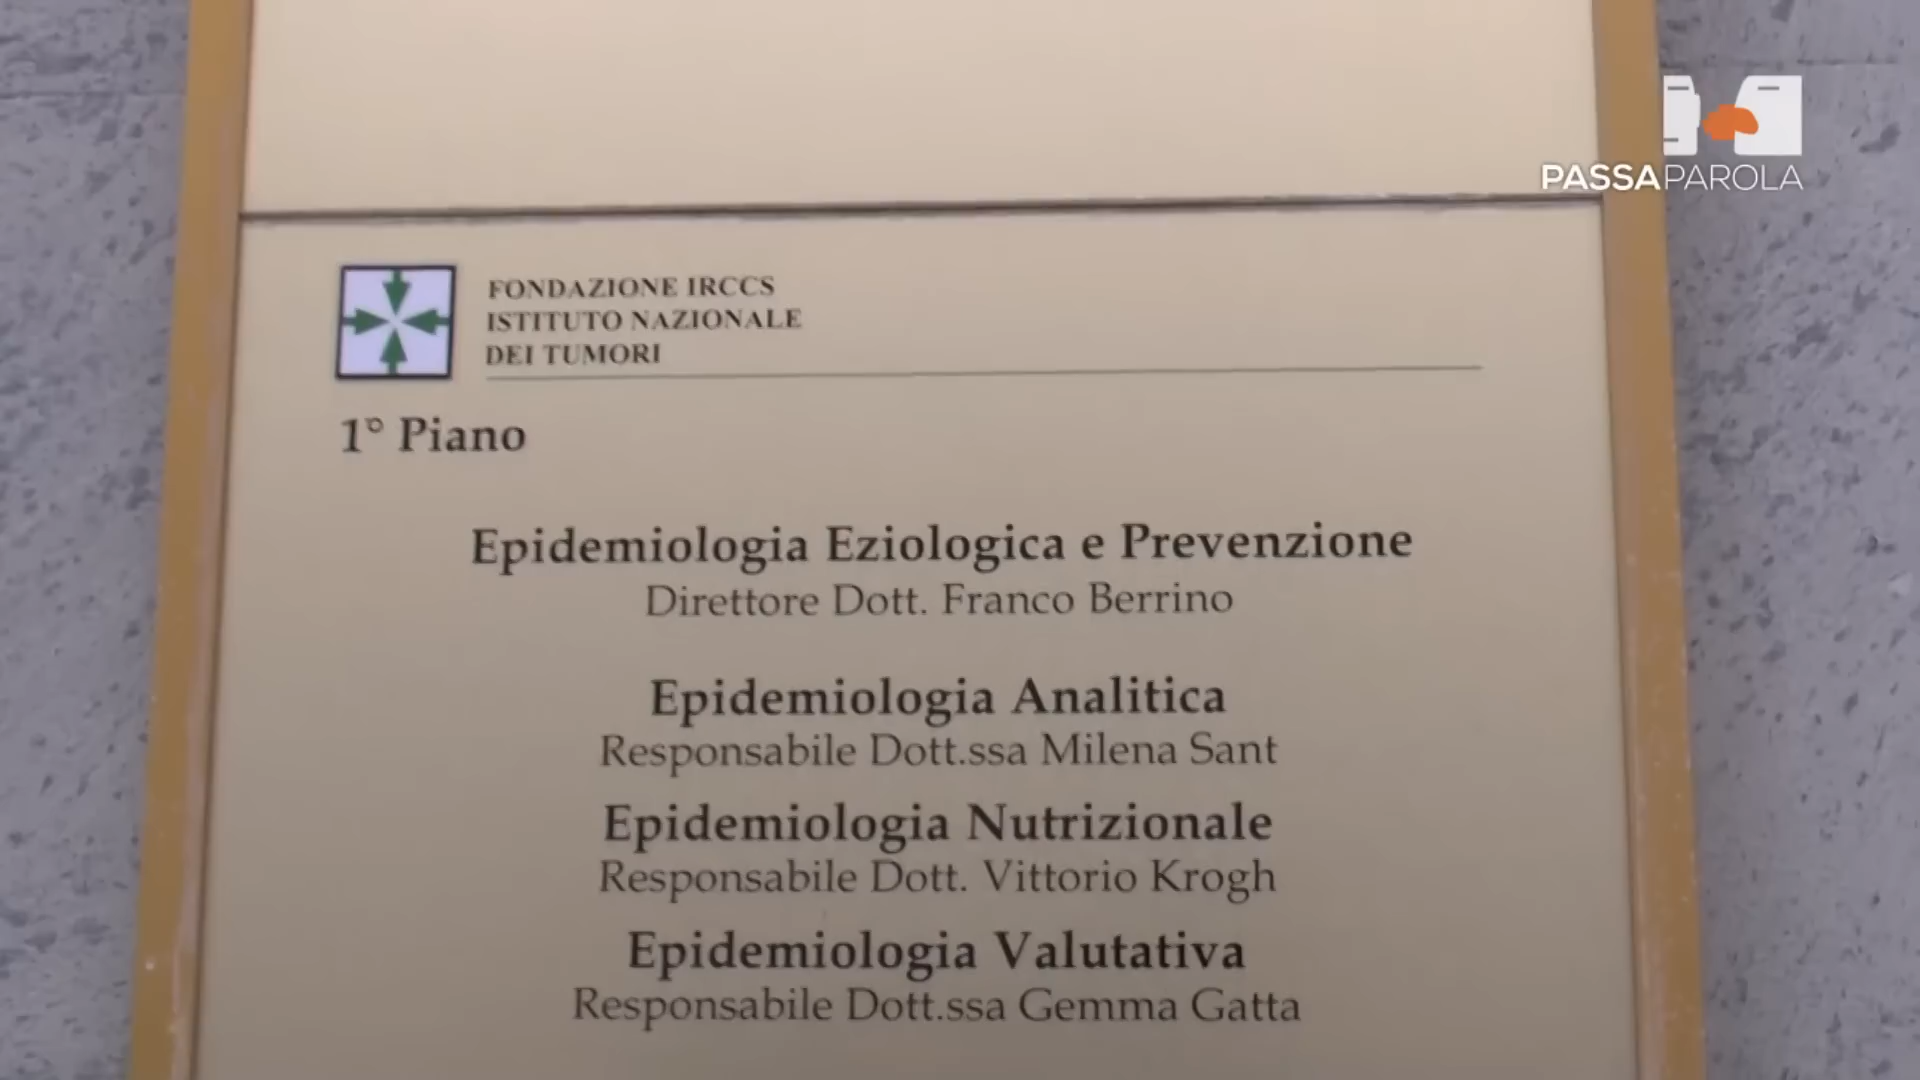 PASSAPAROLA
FONDAZIONE IRCCS
ISTITUTO NAZIONALE
DEI TUMORI
1° Piano
Epidemiologia Eziologica e Prevenzione
Direttore Dott. Franco Berrino
Epidemiologia Analitica
Responsabile Dott.ssa Milena Sant
Epidemiologia Nutrizionale
Responsabile Dott. Vittorio Krogh
Epidemiologia Valutativa
Responsabile Dott.ssa Gemma Gatta